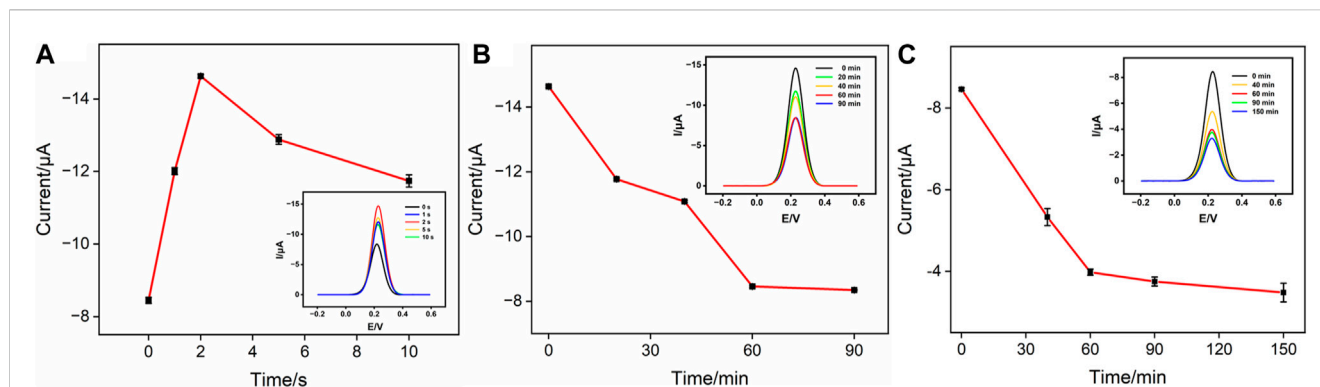 A
Current/μA
−14
−12
−10
−8
0 2 4 6 8 10
Time/s
I/μA
−15
−10
−5
0
−0.2 0.0 0.2 0.4 0.6
E/V
0 s
1 s
2 s
5 s
10 s
B
Current/μA
−14
−12
−10
−8
0 30 60 90
Time/min
I/μA
−15
−10
−5
0
−0.2 0.0 0.2 0.4 0.6
E/V
0 min
20 min
40 min
60 min
90 min
C
Current/μA
−8
−6
−4
0 30 60 90 120 150
Time/min
I/μA
−8
−6
−4
−2
0
−0.2 0.0 0.2 0.4 0.6
E/V
0 min
40 min
60 min
90 min
150 min